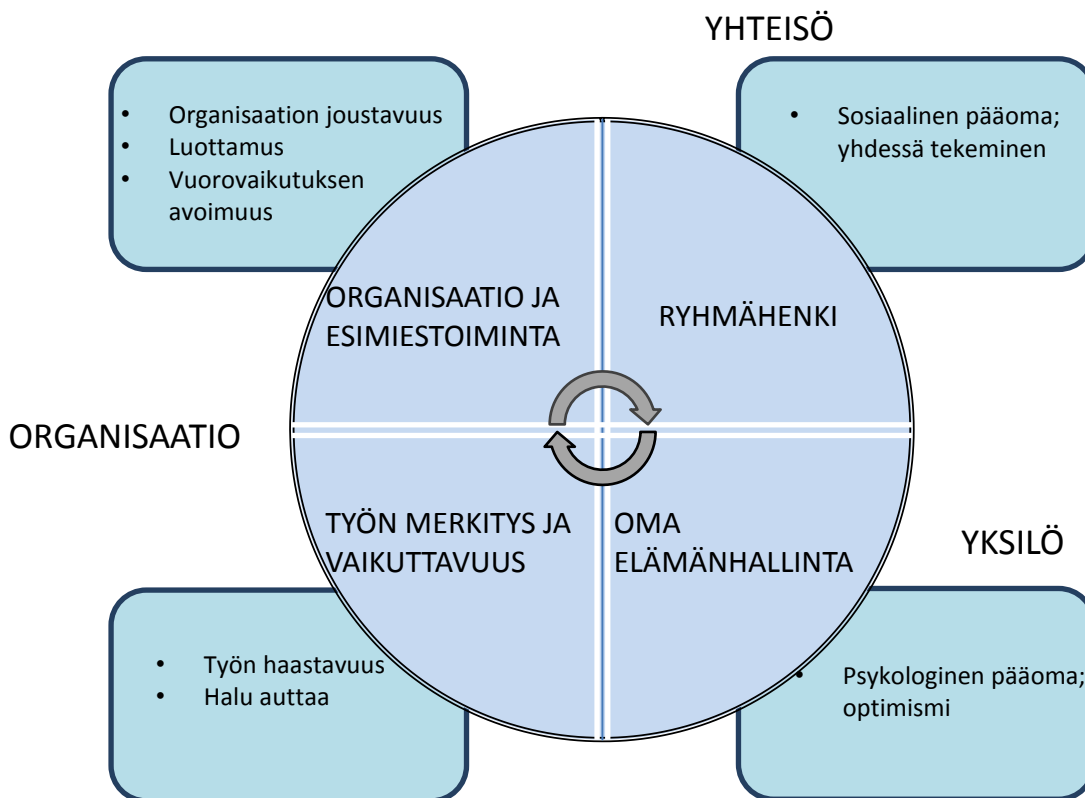 YHTEISÖ
• Organisaation joustavuus
• Luottamus
• Vuorovaikutuksen
avoimuus
• Sosiaalinen pääoma;
yhdessä tekeminen
ORGANISAATIO JA
ESIMIESTOIMINTA
RYHMÄHENKI
ORGANISAATIO
TYÖN MERKITYS JA
VAIKUTTAVUUS
OMA
ELÄMÄNHALLINTA
YKSILÖ
• Työn haastavuus
• Halu auttaa
• Psykologinen pääoma;
optimismi